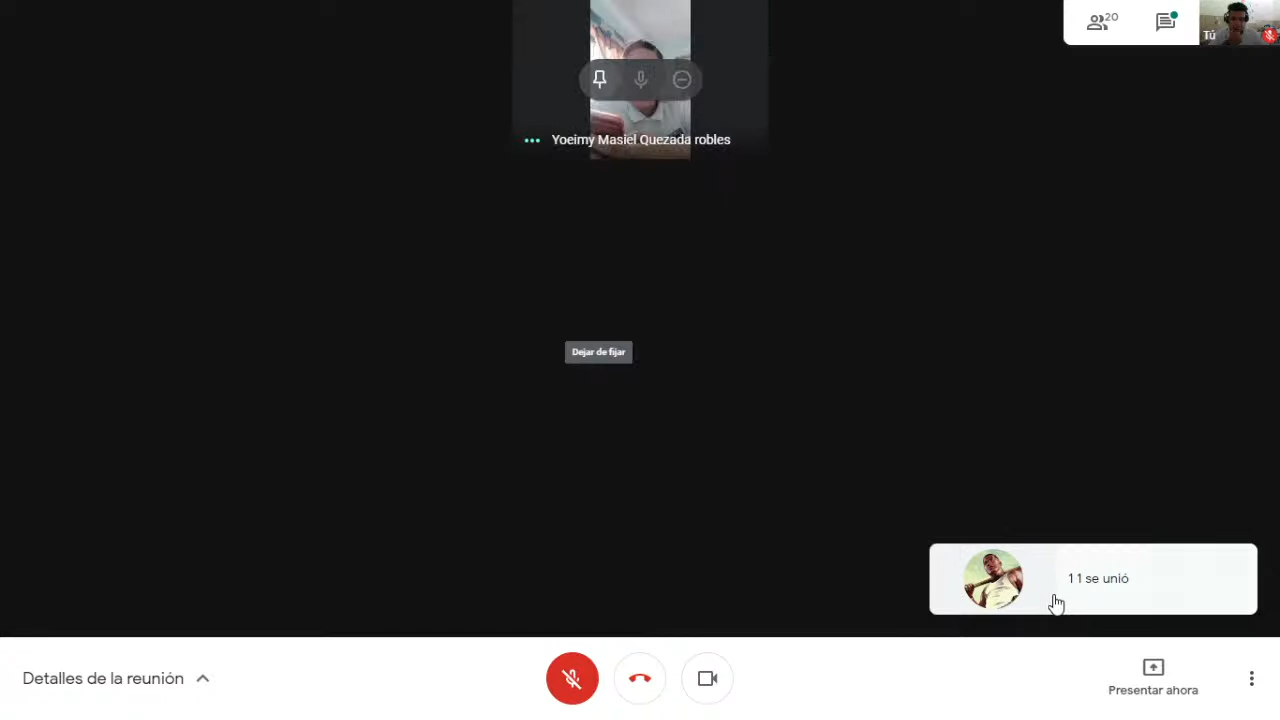 20
Tú
Yoeimy Masiel Quezada robles
Dejar de fijar
1 1 se unió
Detalles de la reunión
Presentar ahora